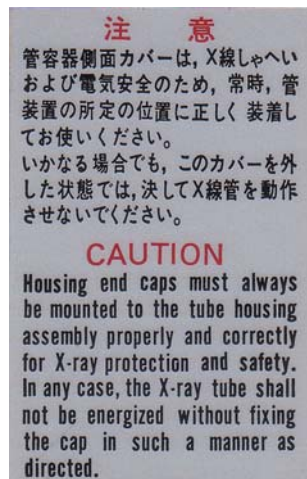 注 意
管容器側面カバーは, X線しゃへい
および電気安全のため, 常時, 管
装置の所定の位置に正しく 装着し
てお使いください。
いかなる場合でも, このカバーを外
した状態では, 決してX線管を動作
させないでください。
CAUTION
Housing end caps must always
be mounted to the tube housing
assembly properly and correctly
for X-ray protection and safety.
In any case, the X-ray tube shall
not be energized without fixing
the cap in such a manner as
directed.